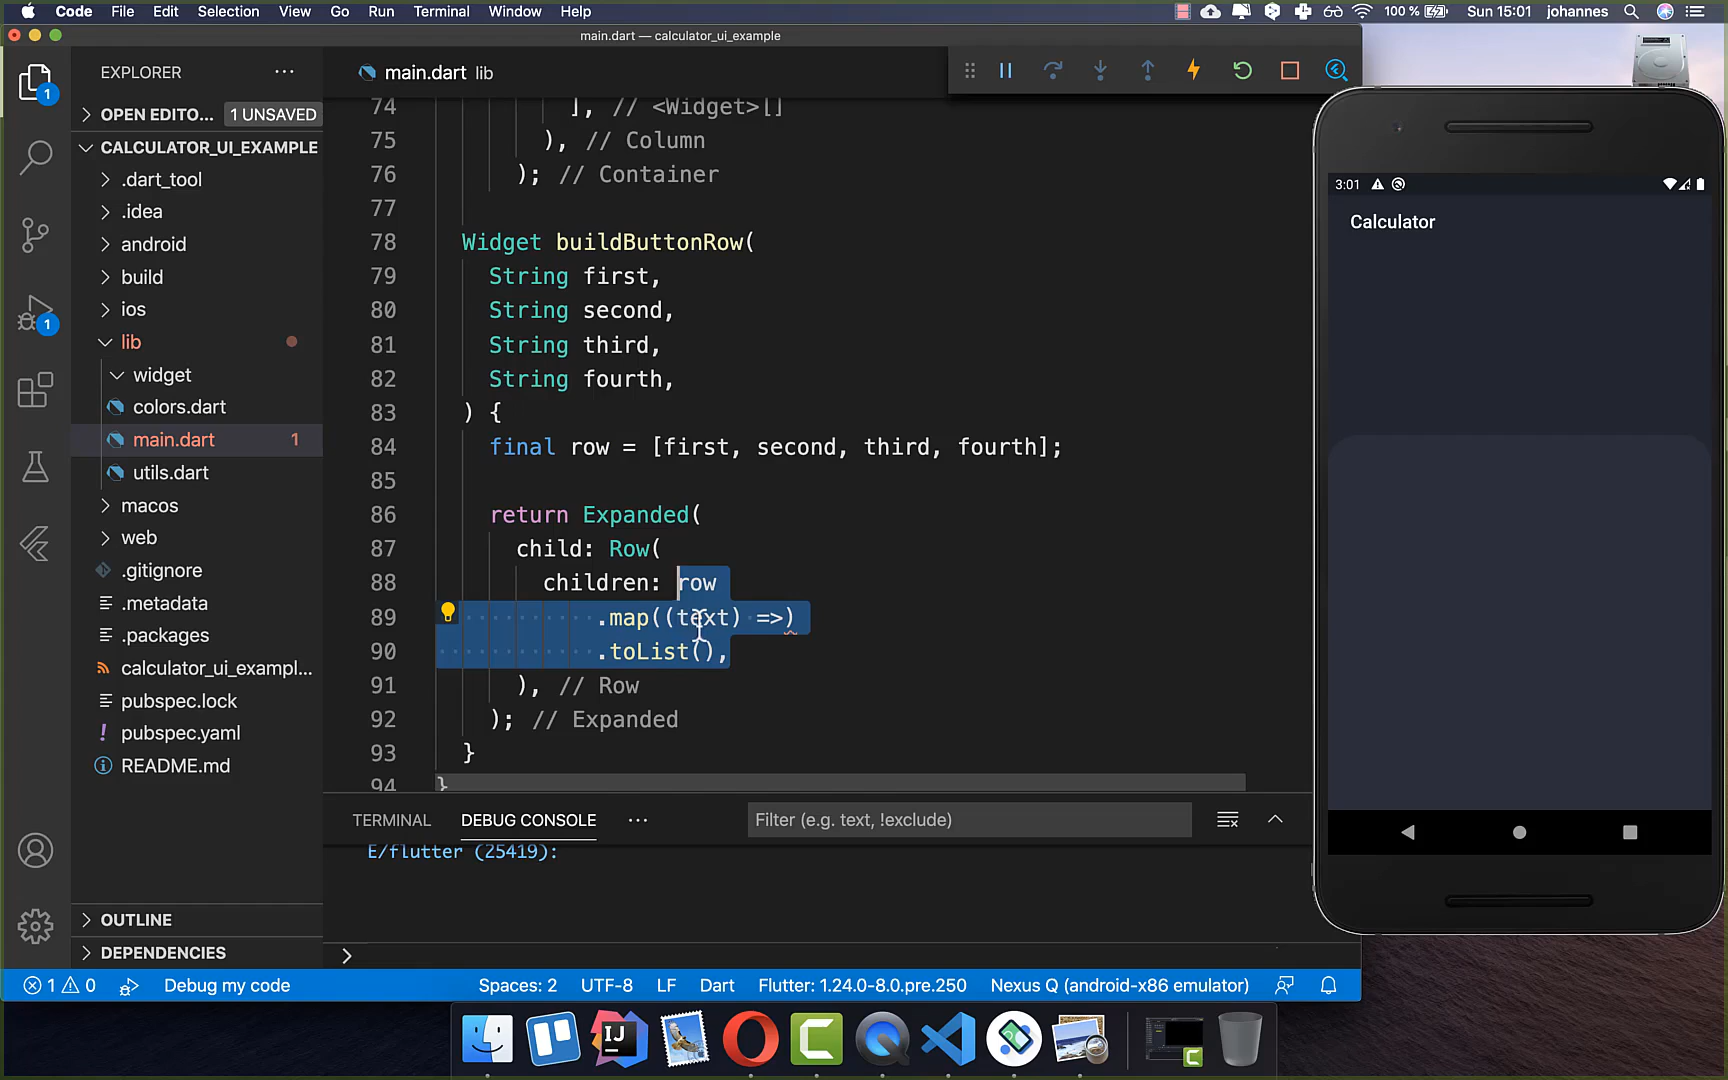 Code File Edit Selection View Go Run Terminal Window Help
100 % Sun 15:01 johannes
main.dart — calculator_ui_example
EXPLORER
main.dart lib
OPEN EDITO... 1 UNSAVED
CALCULATOR_UI_EXAMPLE
.dart_tool
.idea
android
build
ios
lib
widget
colors.dart
main.dart 1
utils.dart
macos
web
.gitignore
.metadata
.packages
calculator_ui_exampl...
pubspec.lock
pubspec.yaml
README.md
OUTLINE
DEPENDENCIES
1
1
74 ], // <Widget>[]
75 ), // Column
76 ); // Container
77
78 Widget buildButtonRow(
79 String first,
80 String second,
81 String third,
82 String fourth,
83 ) {
84 final row = [first, second, third, fourth];
85
86 return Expanded(
87 child: Row(
88 children: row
89 .map((text) =>)
90 .toList(),
91 ), // Row
92 ); // Expanded
93 }
94 }
TERMINAL DEBUG CONSOLE Filter (e.g. text, !exclude)
E/flutter (25419):
3:01
Calculator
1 0 Debug my code Spaces: 2 UTF-8 LF Dart Flutter: 1.24.0-8.0.pre.250 Nexus Q (android-x86 emulator)
IJ
C
C